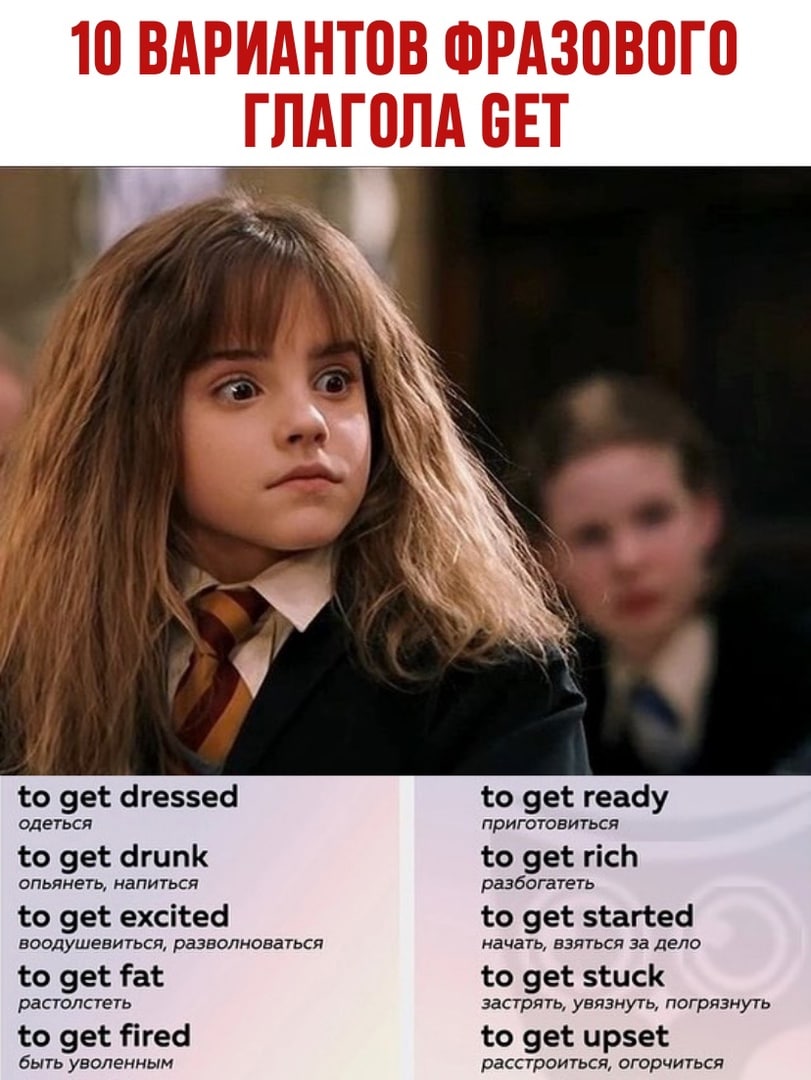 10 ВАРИАНТОВ ФРАЗОВОГО
ГЛАГОЛА GET
to get dressed
одеться
to get drunk
опьянеть, напиться
to get excited
воодушевиться, разволноваться
to get fat
растолстеть
to get fired
быть уволенным
to get ready
приготовиться
to get rich
разбогатеть
to get started
начать, взяться за дело
to get stuck
застрять, увязнуть, погрязнуть
to get upset
расстроиться, огорчиться